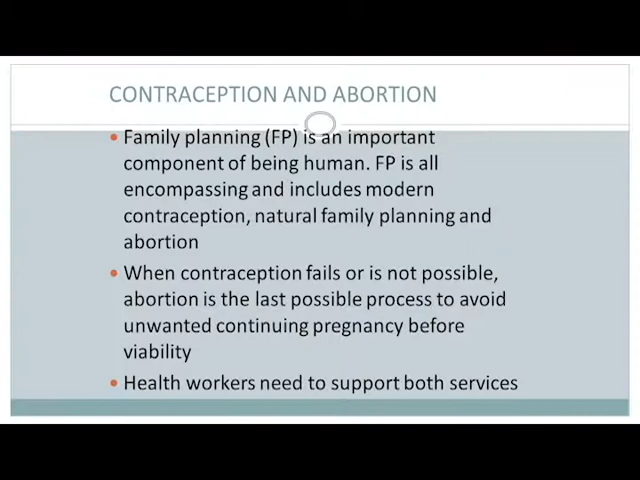 CONTRACEPTION AND ABORTION
• Family planning (FP) is an important
component of being human. FP is all
encompassing and includes modern
contraception, natural family planning and
abortion
• When contraception fails or is not possible,
abortion is the last possible process to avoid
unwanted continuing pregnancy before
viability
• Health workers need to support both services